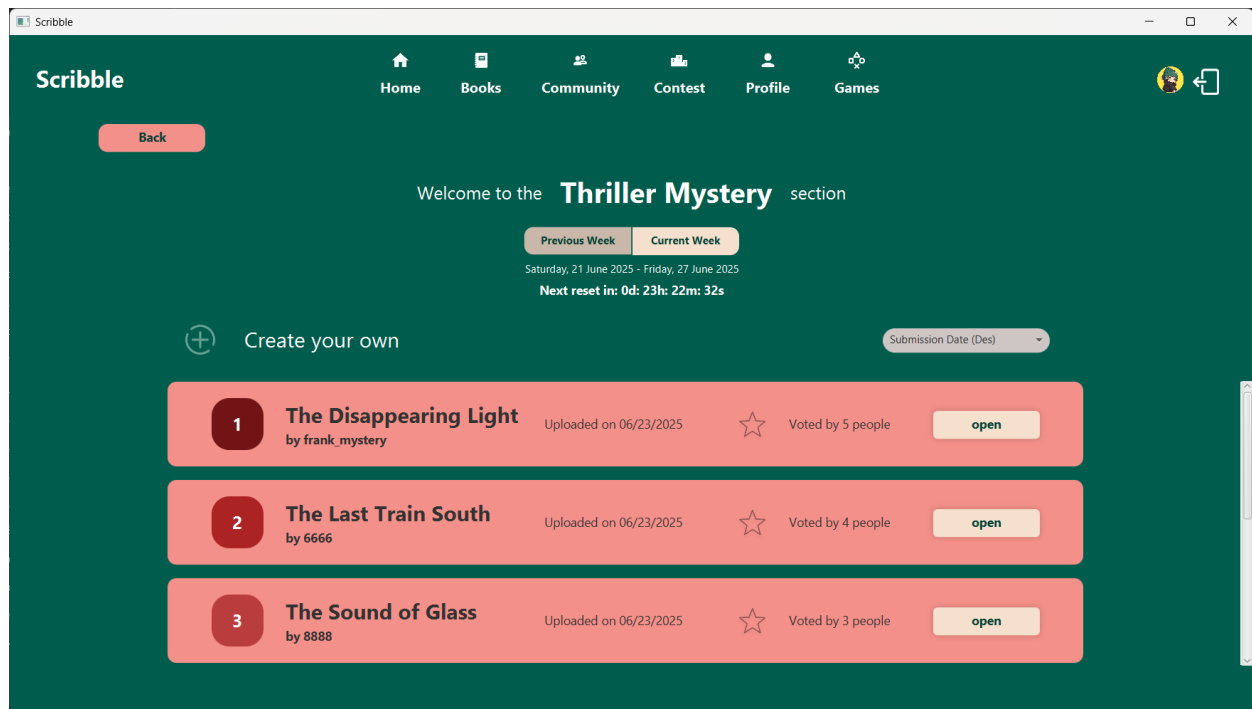 Scribble
Scribble
Home
Books
Community
Contest
Profile
Games
Back
Welcome to the Thriller Mystery section
Previous Week
Current Week
Saturday, 21 June 2025 - Friday, 27 June 2025
Next reset in: 0d: 23h: 22m: 32s
Create your own
Submission Date (Des)
1
The Disappearing Light
by frank_mystery
Uploaded on 06/23/2025
Voted by 5 people
open
2
The Last Train South
by 6666
Uploaded on 06/23/2025
Voted by 4 people
open
3
The Sound of Glass
by 8888
Uploaded on 06/23/2025
Voted by 3 people
open